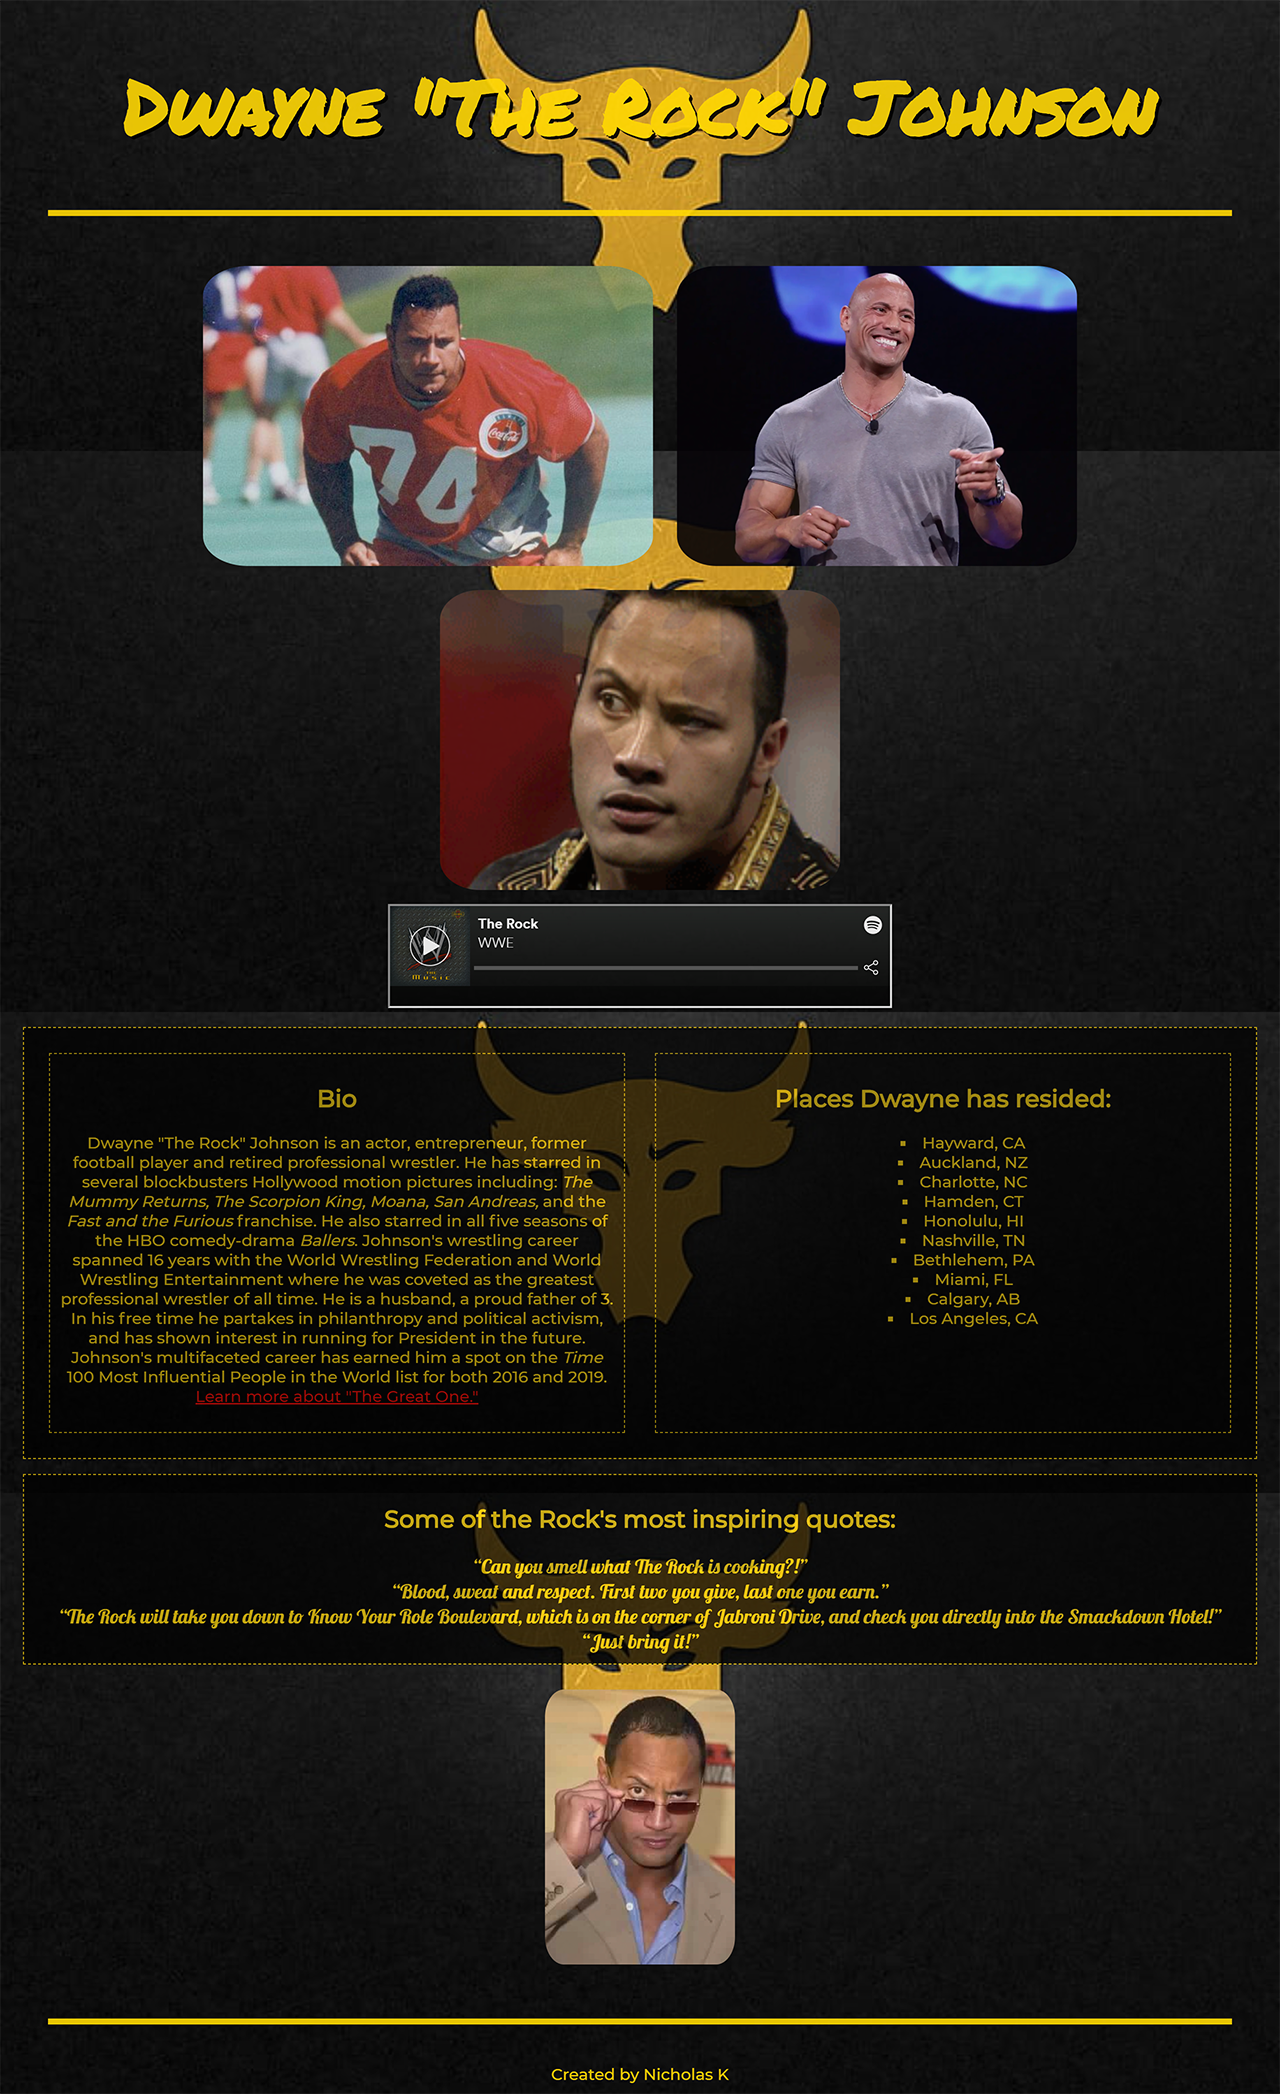 Dwayne "The Rock" Johnson
74
Coca-Cola
The Rock
WWE
THE
MUSIC
Bio
Dwayne "The Rock" Johnson is an actor, entrepreneur, former
football player and retired professional wrestler. He has starred in
several blockbusters Hollywood motion pictures including: The
Mummy Returns, The Scorpion King, Moana, San Andreas, and the
Fast and the Furious franchise. He also starred in all five seasons of
the HBO comedy-drama Ballers. Johnson's wrestling career
spanned 16 years with the World Wrestling Federation and World
Wrestling Entertainment where he was coveted as the greatest
professional wrestler of all time. He is a husband, a proud father of 3.
In his free time he partakes in philanthropy and political activism,
and has shown interest in running for President in the future.
Johnson's multifaceted career has earned him a spot on the Time
100 Most Influential People in the World list for both 2016 and 2019.
Learn more about "The Great One."
Places Dwayne has resided:
Hayward, CA
Auckland, NZ
Charlotte, NC
Hamden, CT
Honolulu, HI
Nashville, TN
Bethlehem, PA
Miami, FL
Calgary, AB
Los Angeles, CA
Some of the Rock's most inspiring quotes:
“Can you smell what The Rock is cooking?!”
“Blood, sweat and respect. First two you give, last one you earn.”
“The Rock will take you down to Know Your Role Boulevard, which is on the corner of Jabroni Drive, and check you directly into the Smackdown Hotel!”
“Just bring it!”
Created by Nicholas K